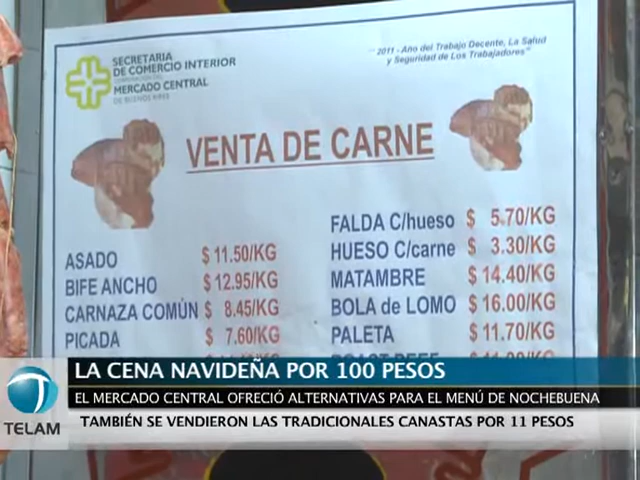 SECRETARIA
DE COMERCIO INTERIOR
CORPORACION DEL
MERCADO CENTRAL
DE BUENOS AIRES
"2011 - Año del Trabajo Decente, La Salud
y Seguridad de Los Trabajadores"
VENTA DE CARNE
ASADO $ 11.50/KG
BIFE ANCHO $ 12.95/KG
CARNAZA COMÚN $ 8.45/KG
PICADA $ 7.60/KG
FALDA C/hueso $ 5.70/KG
HUESO C/carne $ 3.30/KG
MATAMBRE $ 14.40/KG
BOLA de LOMO $ 16.00/KG
PALETA $ 11.70/KG
ROAST BEEF
LA CENA NAVIDEÑA POR 100 PESOS
EL MERCADO CENTRAL OFRECIÓ ALTERNATIVAS PARA EL MENÚ DE NOCHEBUENA
TAMBIÉN SE VENDIERON LAS TRADICIONALES CANASTAS POR 11 PESOS
TELAM